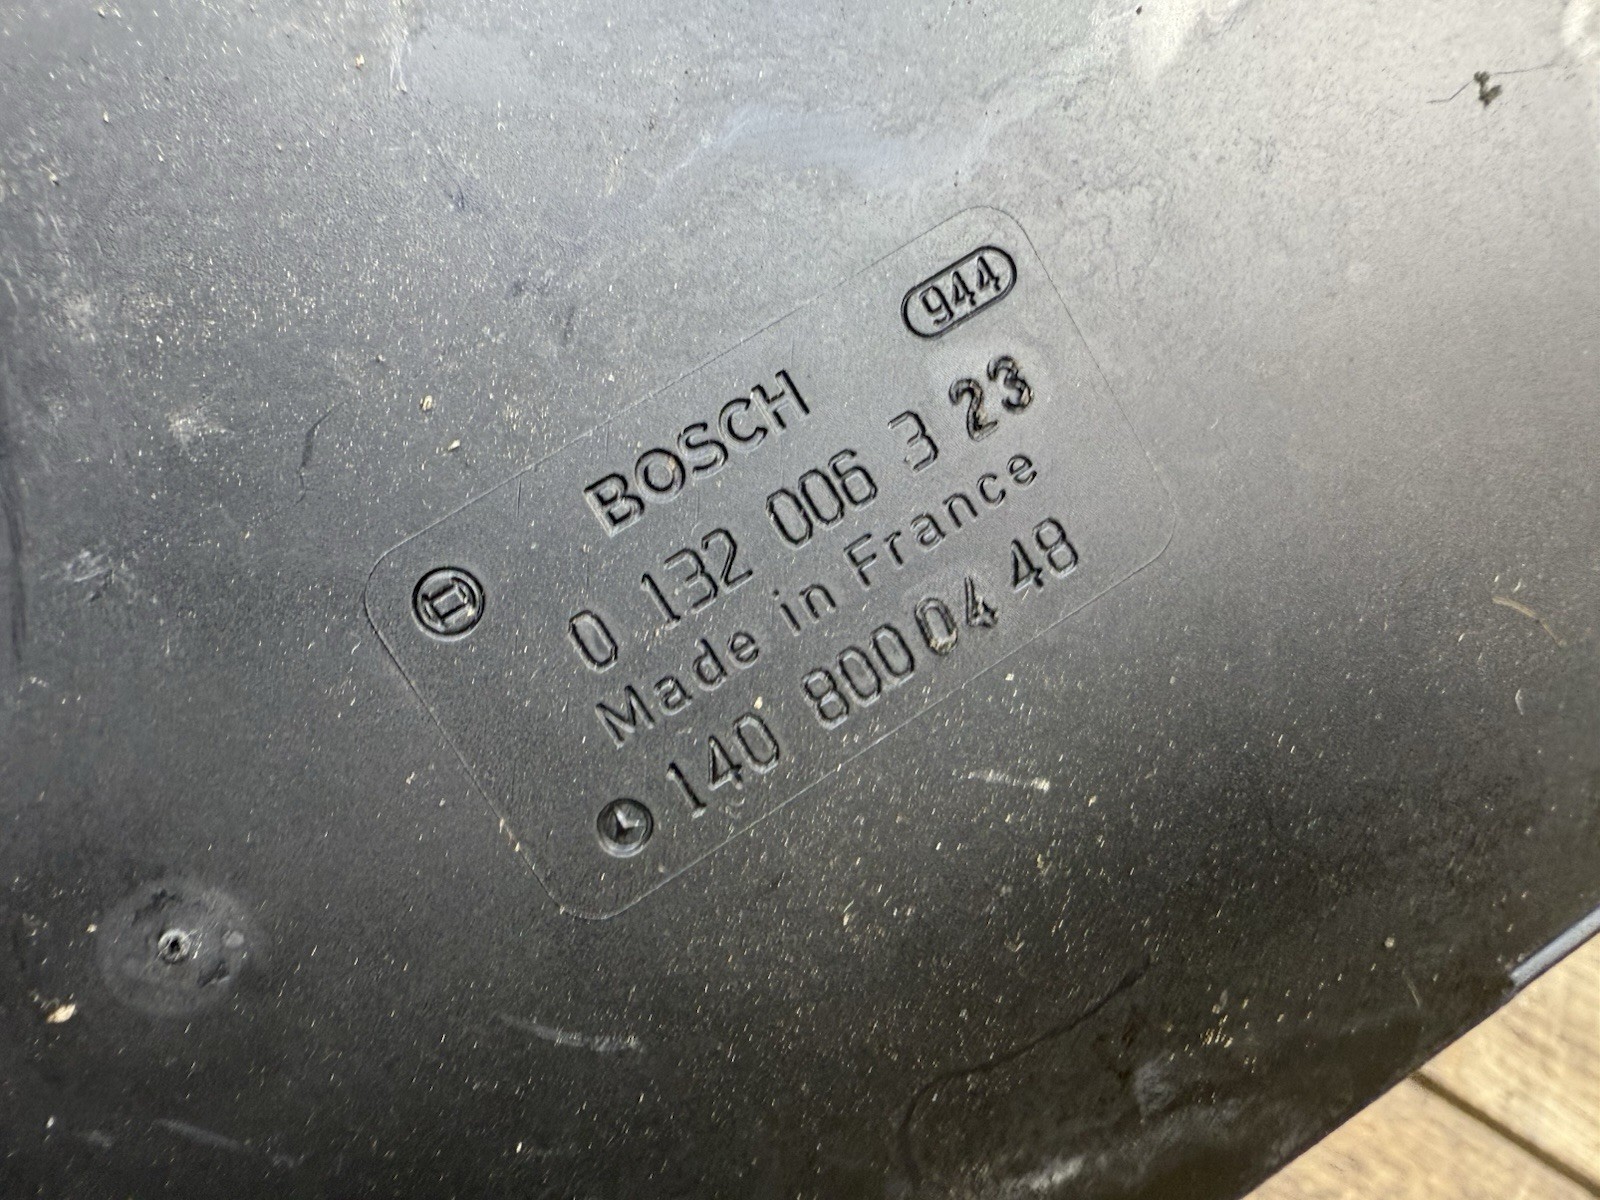 944
BOSCH
0 132 006 3 23
Made in France
140 800 04 48